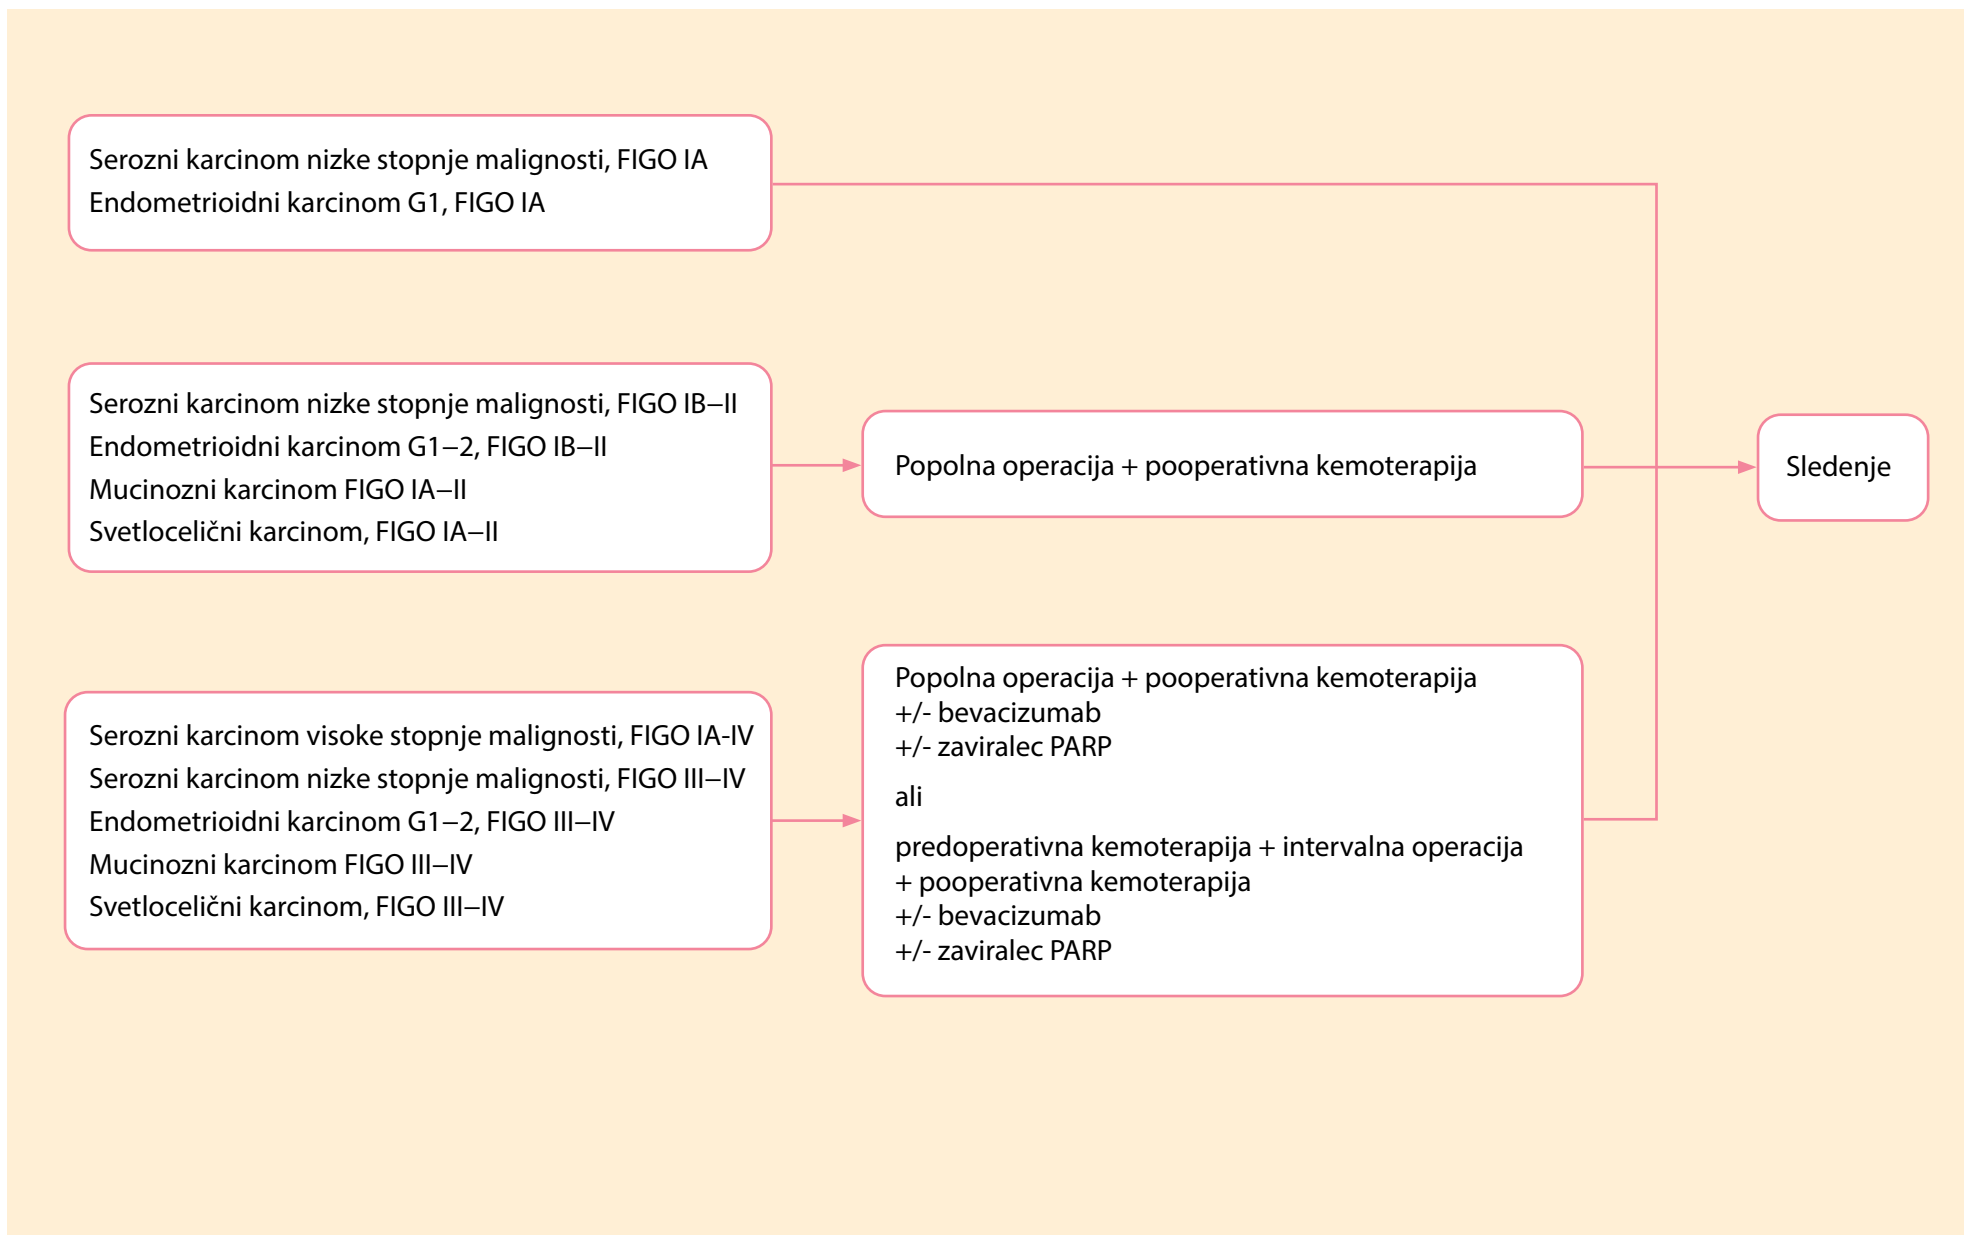 Serozni karcinom nizke stopnje malignosti, FIGO IA
Endometrioidni karcinom G1, FIGO IA
Serozni karcinom nizke stopnje malignosti, FIGO IB–II
Endometrioidni karcinom G1–2, FIGO IB–II
Mucinozni karcinom FIGO IA–II
Svetlocelični karcinom, FIGO IA–II
Popolna operacija + pooperativna kemoterapija
Sledenje
Serozni karcinom visoke stopnje malignosti, FIGO IA-IV
Serozni karcinom nizke stopnje malignosti, FIGO III–IV
Endometrioidni karcinom G1–2, FIGO III–IV
Mucinozni karcinom FIGO III–IV
Svetlocelični karcinom, FIGO III–IV
Popolna operacija + pooperativna kemoterapija
+/- bevacizumab
+/- zaviralec PARP
ali
predoperativna kemoterapija + intervalna operacija
+ pooperativna kemoterapija
+/- bevacizumab
+/- zaviralec PARP